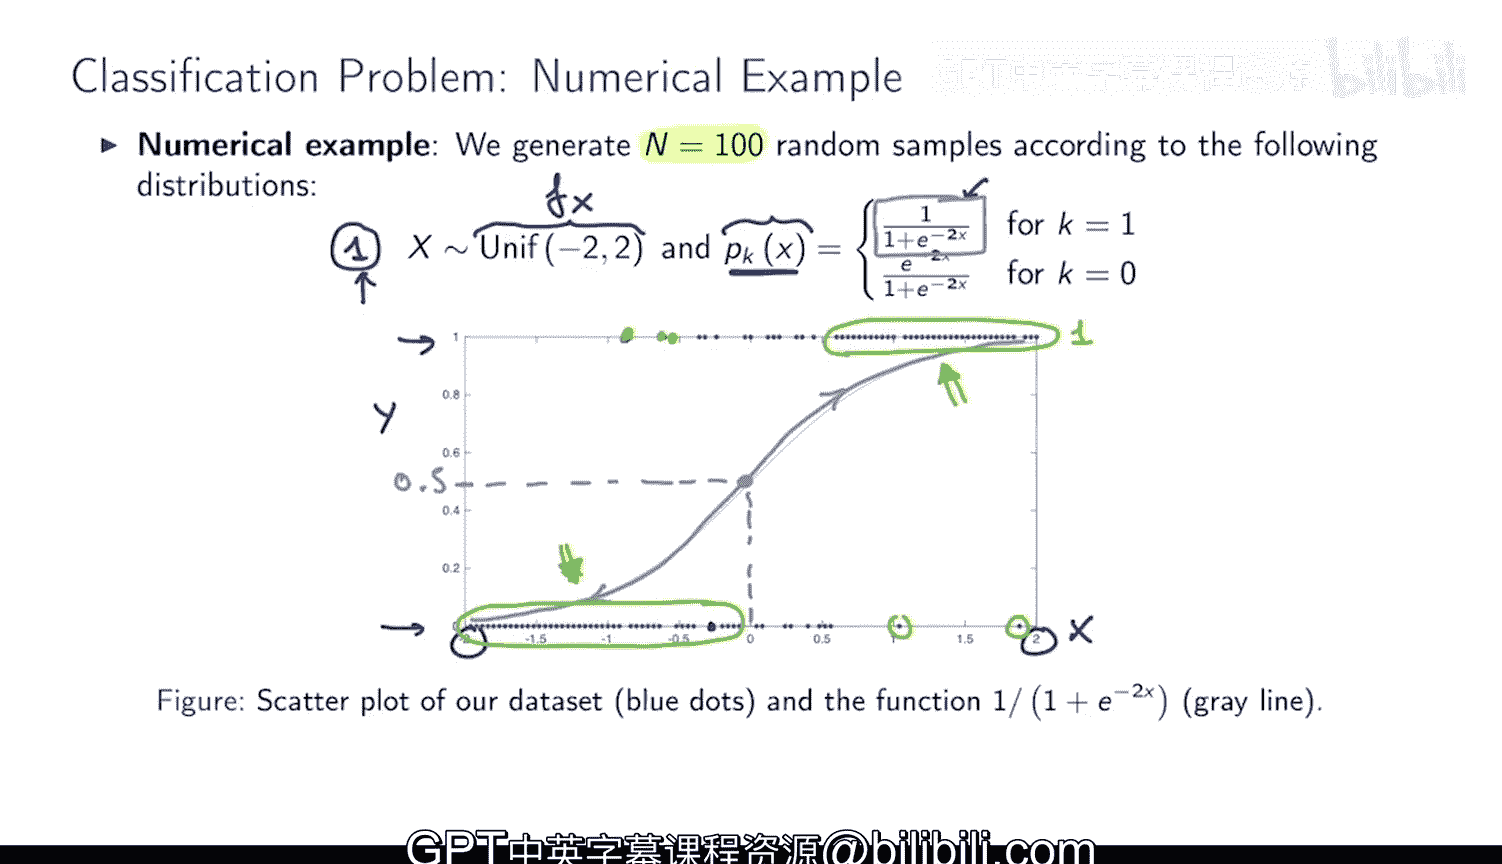 Classification Problem: Numerical Example
bilibili
► Numerical example: We generate N = 100 random samples according to the following
distributions:
fx
1 X ∼ Unif (−2, 2) and pk (x) = { 1/(1+e^−2x) for k = 1
e^−2x/(1+e^−2x) for k = 0
1
1
0.8
Y
0.6
0.5
0.4
0.2
0
-2 -1.5 -1 -0.5 0 0.5 1 1.5 2 X
Figure: Scatter plot of our dataset (blue dots) and the function 1/ (1 + e^−2x) (gray line).
GPT中英字幕课程资源@bilibili.com